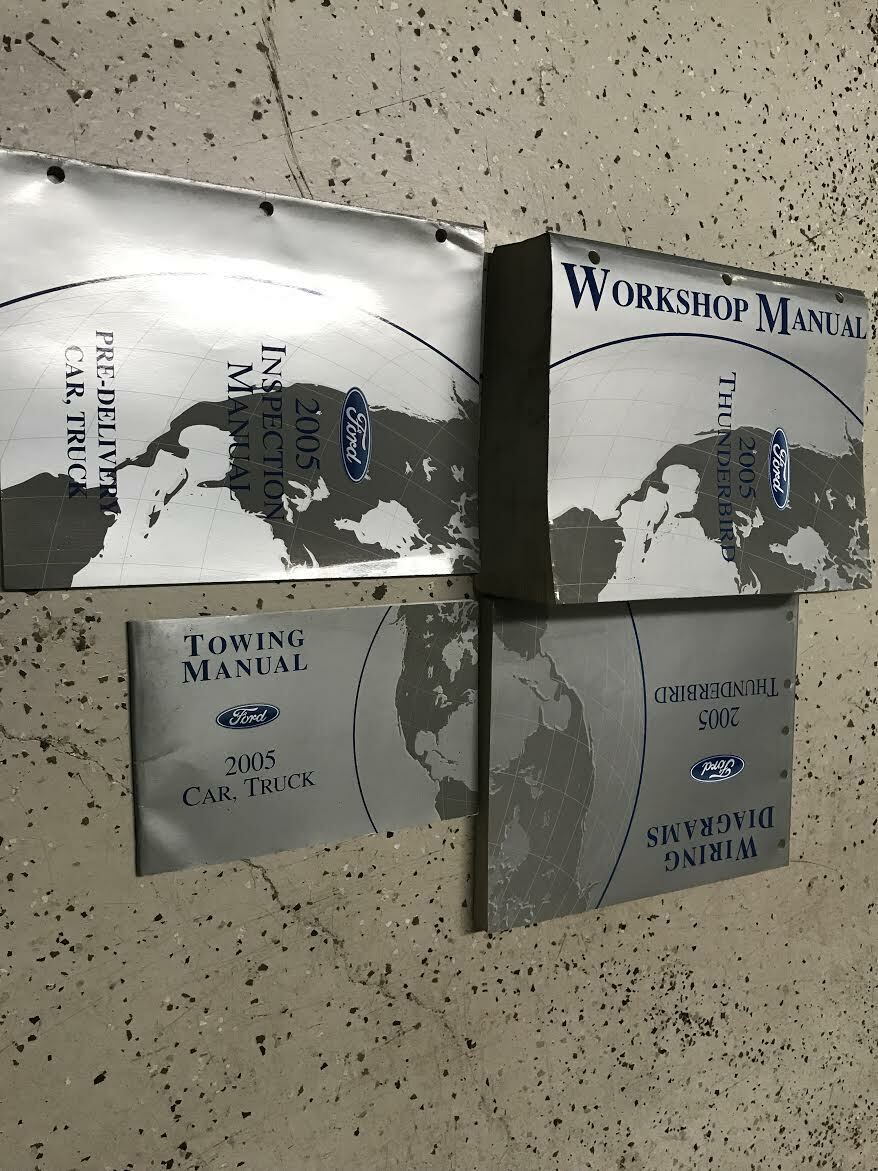 Ford
2005
INSPECTION
MANUAL
PRE-DELIVERY
CAR, TRUCK
WORKSHOP MANUAL
Ford
2005
THUNDERBIRD
TOWING
MANUAL
Ford
2005
CAR, TRUCK
WIRING
DIAGRAMS
Ford
2005
THUNDERBIRD